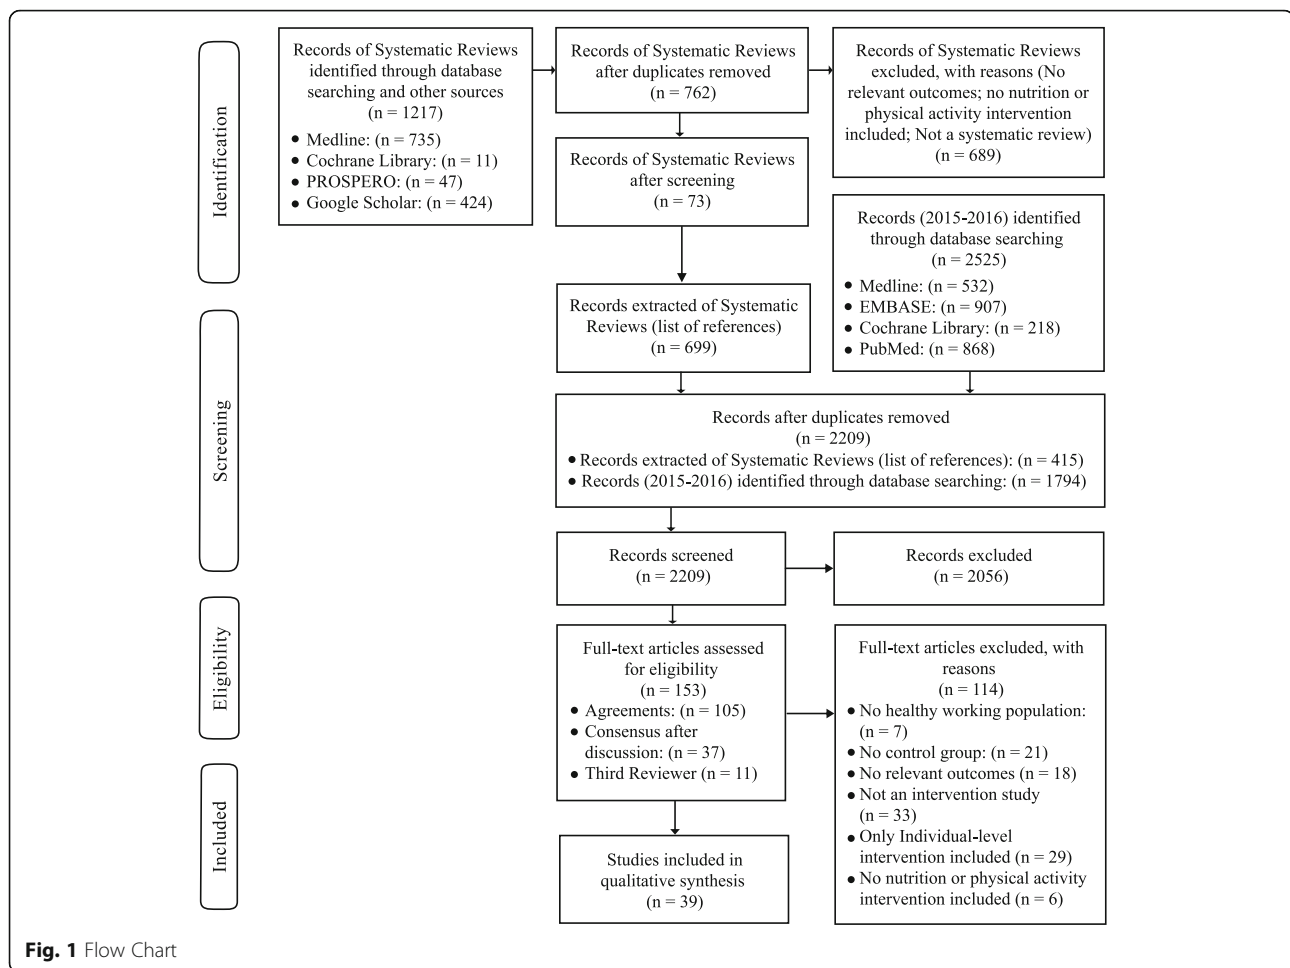 Identification
Records of Systematic Reviews
identified through database
searching and other sources
(n = 1217)
● Medline: (n = 735)
● Cochrane Library: (n = 11)
● PROSPERO: (n = 47)
● Google Scholar: (n = 424)
Records of Systematic Reviews
after duplicates removed
(n = 762)
Records of Systematic Reviews
excluded, with reasons (No
relevant outcomes; no nutrition or
physical activity intervention
included; Not a systematic review)
(n = 689)
Records of Systematic Reviews
after screening
(n = 73)
Records (2015-2016) identified
through database searching
(n = 2525)
● Medline: (n = 532)
● EMBASE: (n = 907)
● Cochrane Library: (n = 218)
● PubMed: (n = 868)
Screening
Records extracted of Systematic
Reviews (list of references)
(n = 699)
Records after duplicates removed
(n = 2209)
● Records extracted of Systematic Reviews (list of references): (n = 415)
● Records (2015-2016) identified through database searching: (n = 1794)
Records screened
(n = 2209)
Records excluded
(n = 2056)
Eligibility
Full-text articles assessed
for eligibility
(n = 153)
● Agreements: (n = 105)
● Consensus after
discussion: (n = 37)
● Third Reviewer (n = 11)
Full-text articles excluded, with
reasons
(n = 114)
● No healthy working population:
(n = 7)
● No control group: (n = 21)
● No relevant outcomes (n = 18)
● Not an intervention study
(n = 33)
● Only Individual-level
intervention included (n = 29)
● No nutrition or physical activity
intervention included (n = 6)
Included
Studies included in
qualitative synthesis
(n = 39)
Fig. 1 Flow Chart